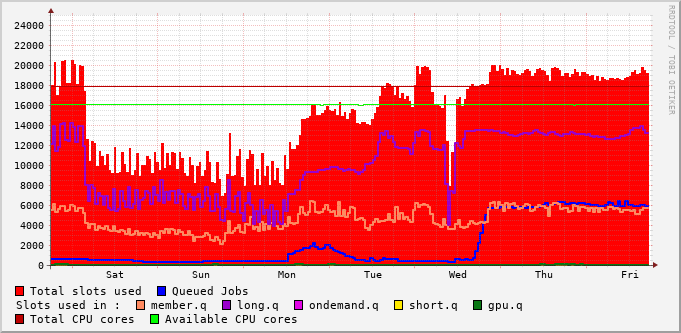 24000
22000
20000
18000
16000
14000
12000
10000
8000
6000
4000
2000
0
Sat Sun Mon Tue Wed Thu Fri
Total slots used Queued Jobs
Slots used in : member.q long.q ondemand.q short.q gpu.q
Total CPU cores Available CPU cores
RRDTOOL / TOBI OETIKER